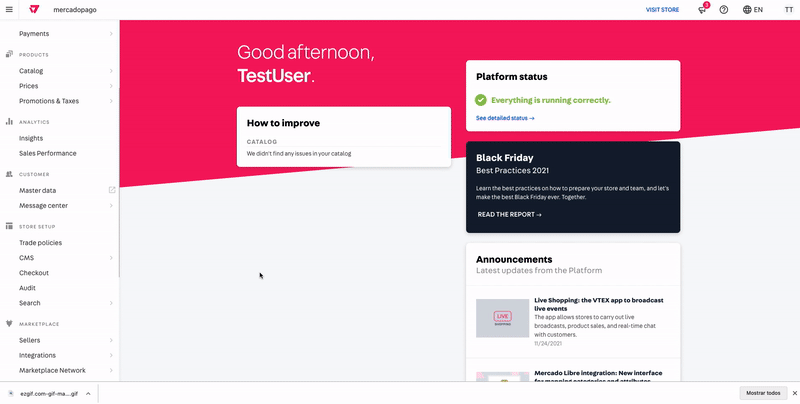 mercadopago
VISIT STORE
3
EN
TT
Payments
PRODUCTS
Catalog
Prices
Promotions & Taxes
ANALYTICS
Insights
Sales Performance
CUSTOMER
Master data
Message center
STORE SETUP
Trade policies
CMS
Checkout
Audit
Search
MARKETPLACE
Sellers
Integrations
Marketplace Network
Good afternoon,
TestUser.
How to improve
CATALOG
We didn't find any issues in your catalog
Platform status
Everything is running correctly.
See detailed status →
Black Friday
Best Practices 2021
Learn the best practices on how to prepare your store and team, and let's
make the best Black Friday ever. Together.
READ THE REPORT →
Announcements
Latest updates from the Platform
LIVE
SHOPPING
Live Shopping: the VTEX app to broadcast
live events
The app allows stores to carry out live
broadcasts, product sales, and real-time chat
with customers.
11/24/2021
Mercado Libre integration: New interface
for mapping categories and attributes
ezgif.com-gif-ma....gif
Mostrar todos